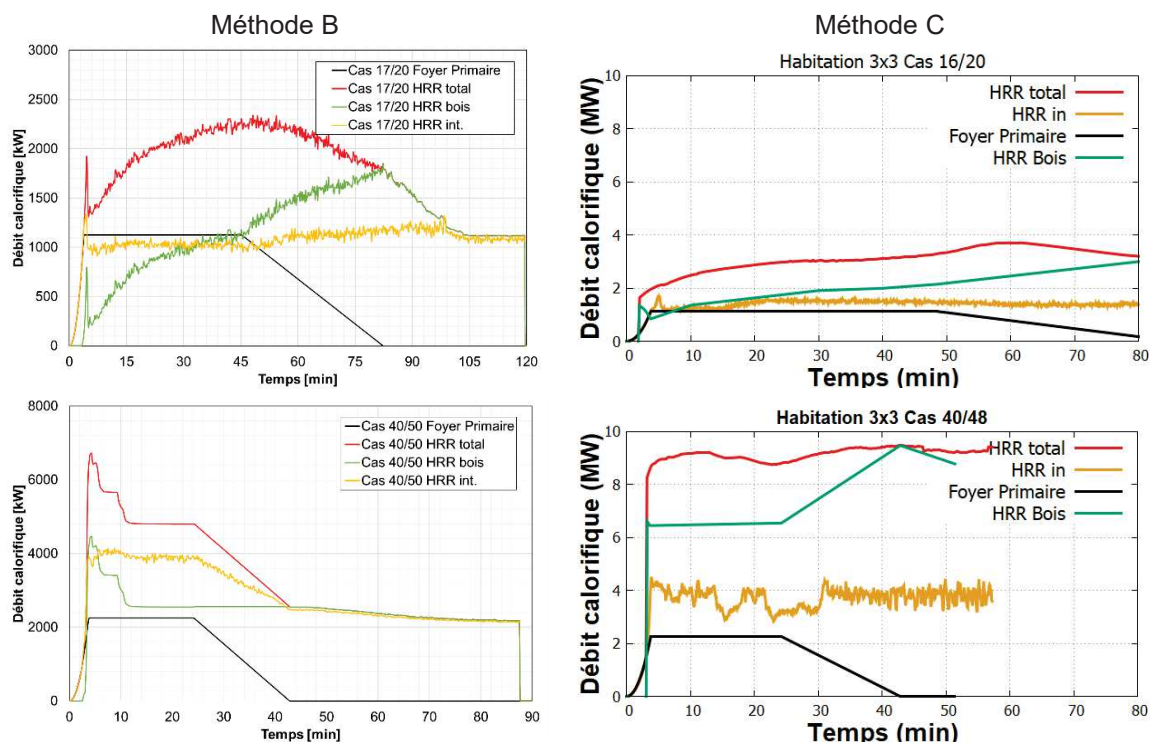 Méthode B
Méthode C
3000
2500
2000
1500
1000
500
0
Débit calorifique [kW]
Cas 17/20 Foyer Primaire
Cas 17/20 HRR total
Cas 17/20 HRR bois
Cas 17/20 HRR int.
0 15 30 45 60 75 90 105 120
Temps [min]
Habitation 3x3 Cas 16/20
10
8
6
4
2
0
Débit calorifique (MW)
HRR total
HRR in
Foyer Primaire
HRR Bois
0 10 20 30 40 50 60 70 80
Temps (min)
8000
6000
4000
2000
0
Débit calorifique [kW]
Cas 40/50 Foyer Primaire
Cas 40/50 HRR total
Cas 40/50 HRR bois
Cas 40/50 HRR int.
0 10 20 30 40 50 60 70 80 90
Temps [min]
Habitation 3x3 Cas 40/48
10
8
6
4
2
0
Débit calorifique (MW)
HRR total
HRR in
Foyer Primaire
HRR Bois
0 10 20 30 40 50 60 70 80
Temps (min)